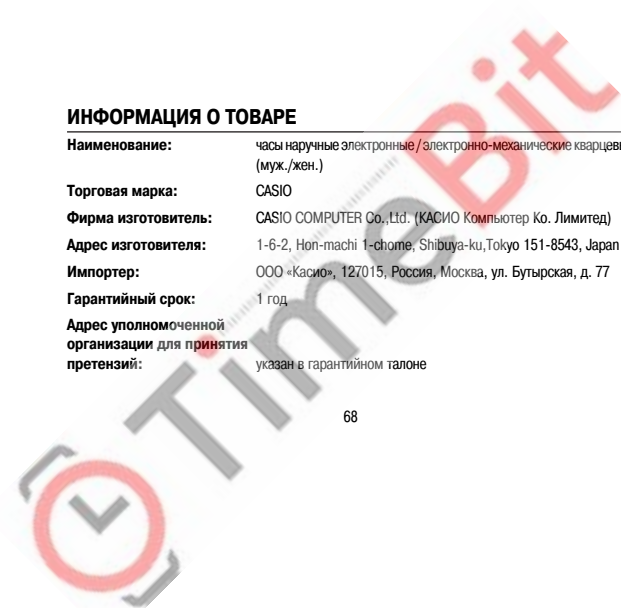 ИНФОРМАЦИЯ О ТОВАРЕ
Наименование: часы наручные электронные / электронно-механические
(муж./жен.)
Торговая марка: CASIO
Фирма изготовитель: CASIO COMPUTER Co.,Ltd. (КАСИО Компьютер Ко. Лимитед)
Адрес изготовителя: 1-6-2, Hon-machi 1-chome, Shibuya-ku,Tokyo 151-8543, Japan
Импортер: ООО «Касио», 127015, Россия, Москва, ул. Бутырская, д. 77
Гарантийный срок: 1 год
Адрес уполномоченной
организации для принятия
претензий: указан в гарантийном талоне
68
TimeBit